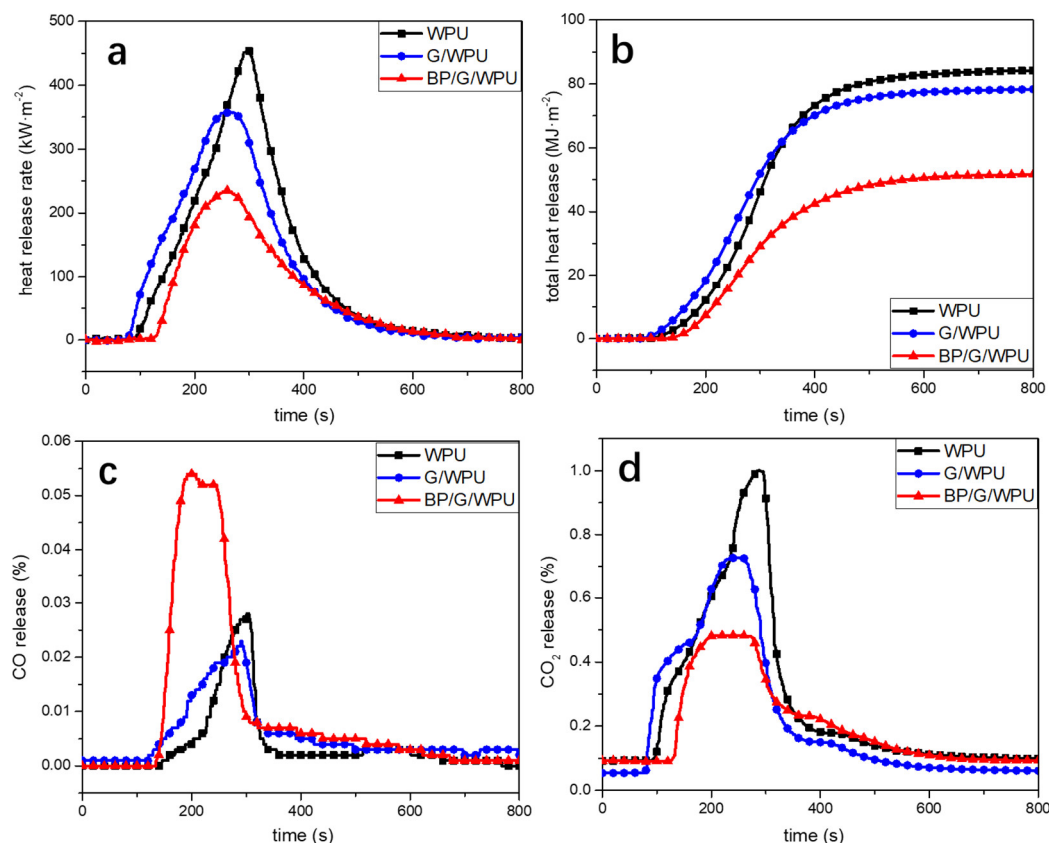 a
WPU
G/WPU
BP/G/WPU
heat release rate (kW·m⁻²)
500
400
300
200
100
0
0 200 400 600 800
time (s)
b
WPU
G/WPU
BP/G/WPU
total heat release (MJ·m⁻²)
100
80
60
40
20
0
0 200 400 600 800
time (s)
c
WPU
G/WPU
BP/G/WPU
CO release (%)
0.06
0.05
0.04
0.03
0.02
0.01
0.00
0 200 400 600 800
time (s)
d
WPU
G/WPU
BP/G/WPU
CO₂ release (%)
1.0
0.8
0.6
0.4
0.2
0.0
0 200 400 600 800
time (s)